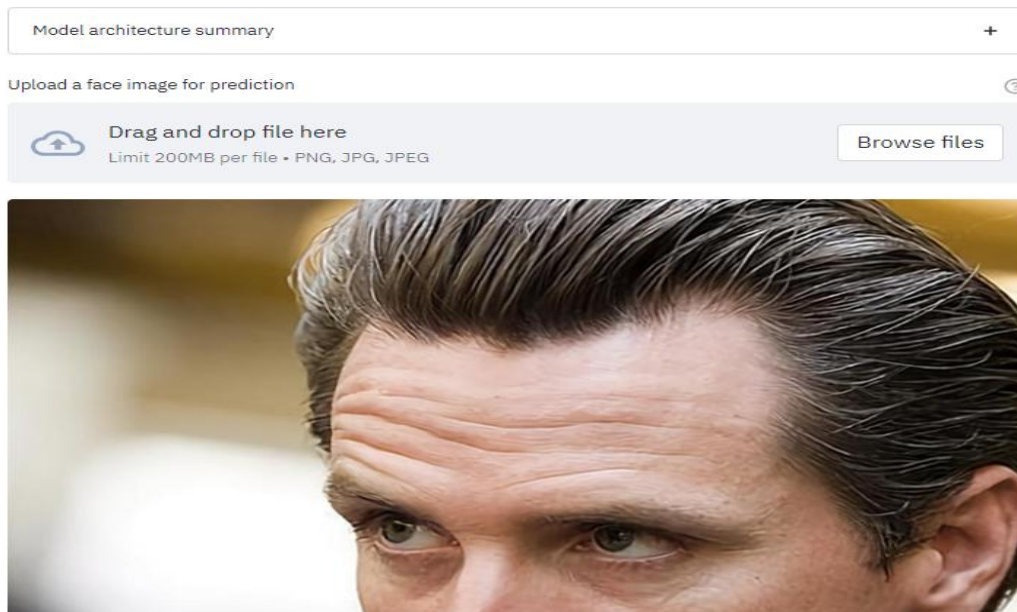 Model architecture summary +
Upload a face image for prediction
Drag and drop file here
Limit 200MB per file • PNG, JPG, JPEG
Browse files